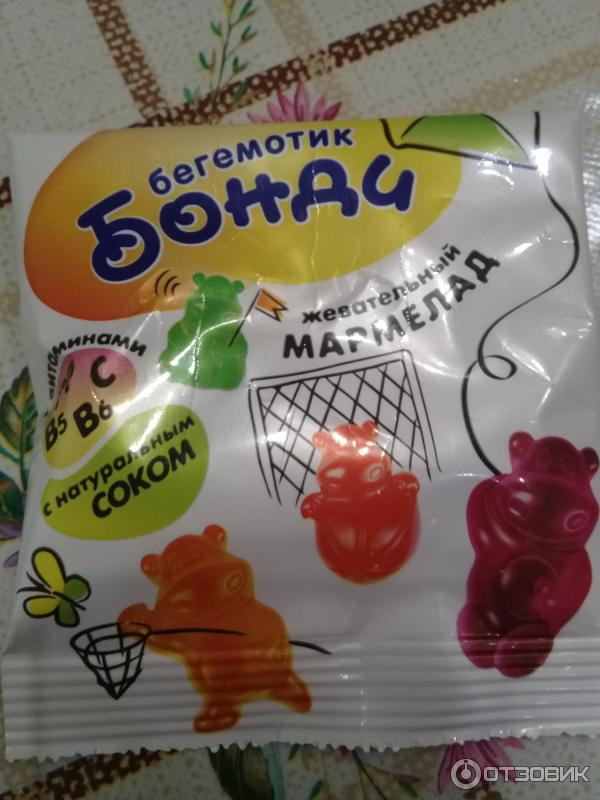 бегемотик
Бонди
жевательный
МАРМЕЛАД
витаминами
C
B5 B6
с натуральным
СОКОМ
ОТЗОВИК